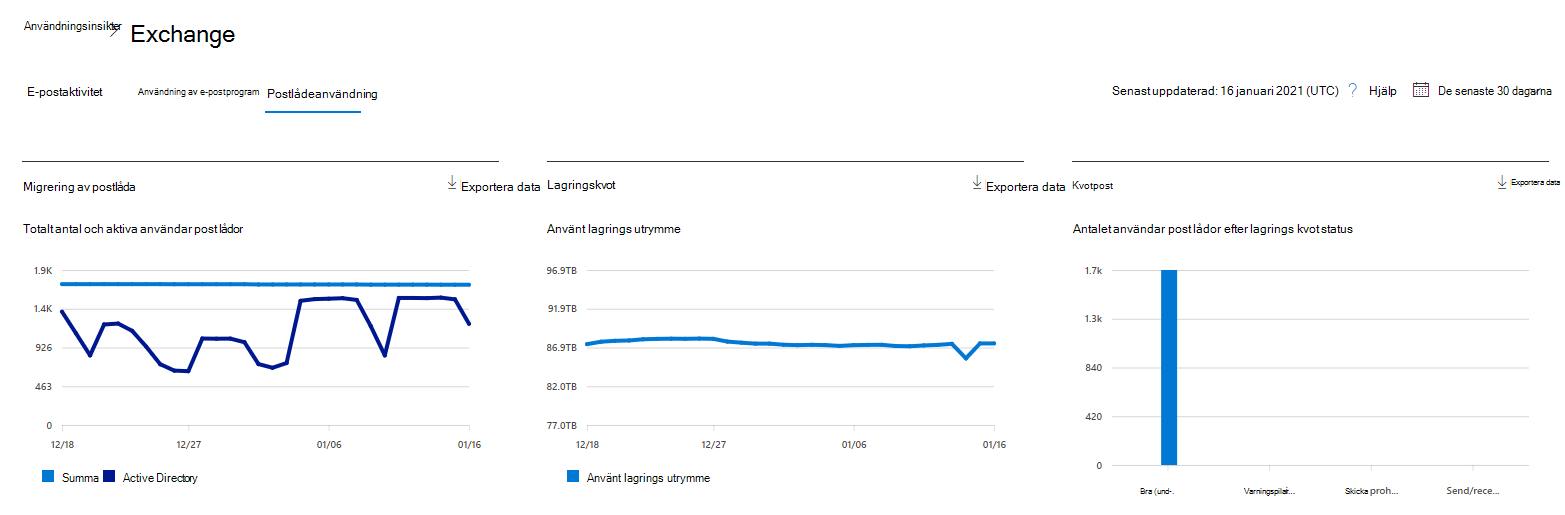 Användningsinsikter
Exchange
E-postaktivitet
Användning av e-postprogram
Postlådeanvändning
Senast uppdaterad: 16 januari 2021 (UTC)
? Hjälp
De senaste 30 dagarna
Migrering av postlåda
Exportera data
Totalt antal och aktiva användar post lådor
1.9K
1.4K
926
463
0
12/18
12/27
01/06
01/16
Summa
Active Directory
Lagringskvot
Exportera data
Använt lagrings utrymme
96.9TB
91.9TB
86.9TB
82.0TB
77.0TB
12/18
12/27
01/06
01/16
Använt lagrings utrymme
Kvotpost
Exportera data
Antalet användar post lådor efter lagrings kvot status
1.7k
1.3k
840
420
0
Bra (und-.
Varningspilar...
Skicka proh...
Send/rece...